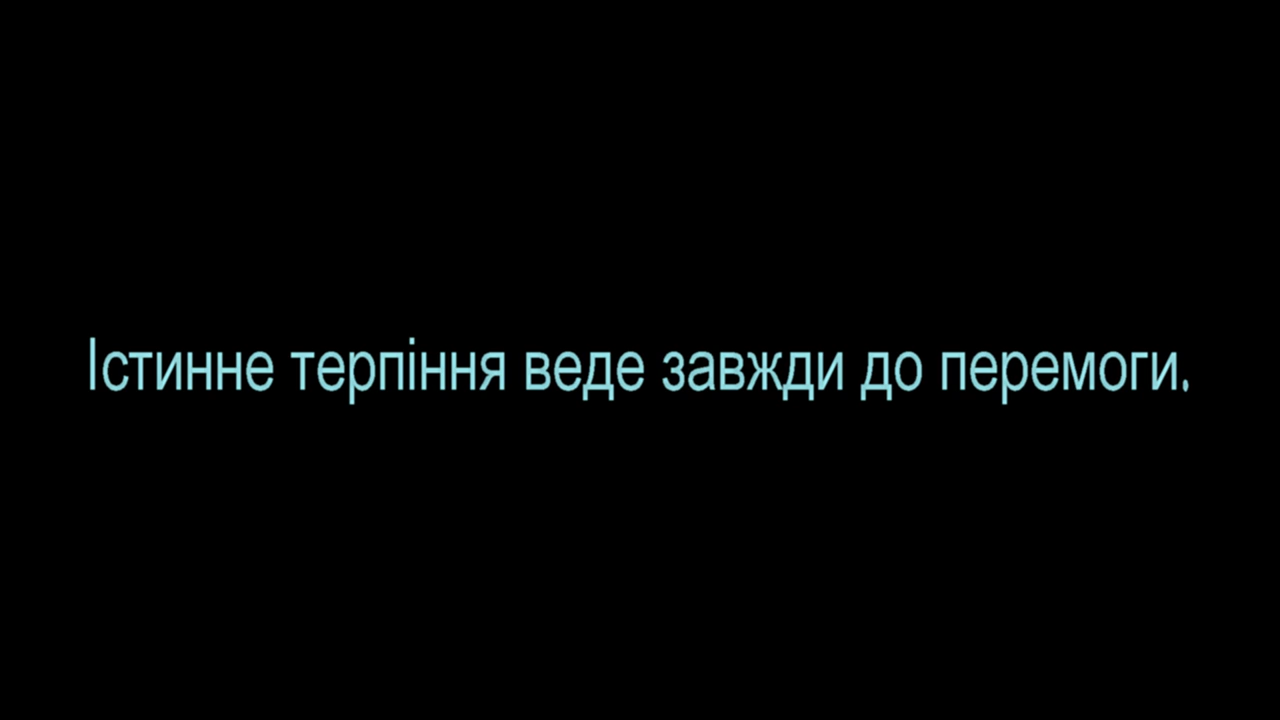 Істинне терпіння веде завжди до перемоги.